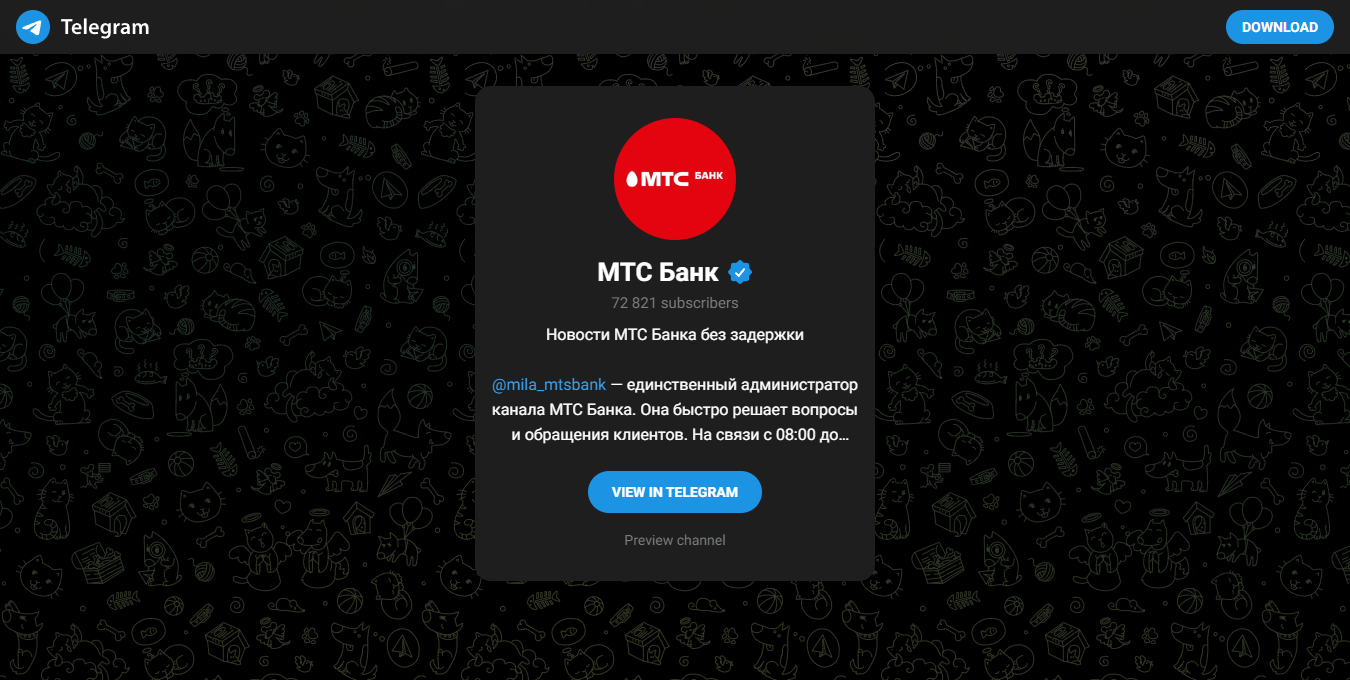 Telegram
DOWNLOAD
МТС БАНК
МТС Банк
72 821 subscribers
Новости МТС Банка без задержки
@mila_mtsbank — единственный администратор
канала МТС Банка. Она быстро решает вопросы
и обращения клиентов. На связи с 08:00 до...
VIEW IN TELEGRAM
Preview channel